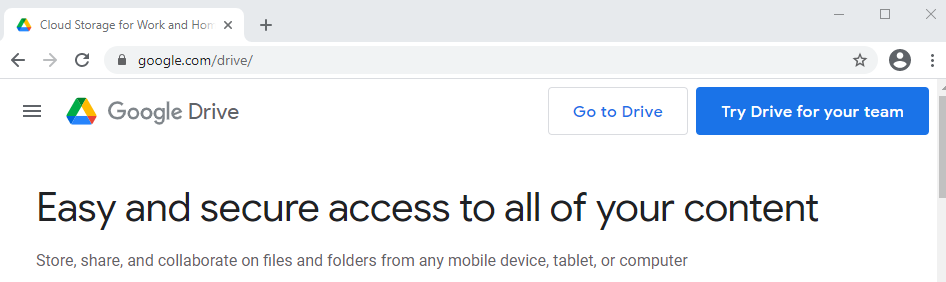 Cloud Storage for Work and Hom
google.com/drive/
Google Drive
Go to Drive
Try Drive for your team
Easy and secure access to all of your content
Store, share, and collaborate on files and folders from any mobile device, tablet, or computer